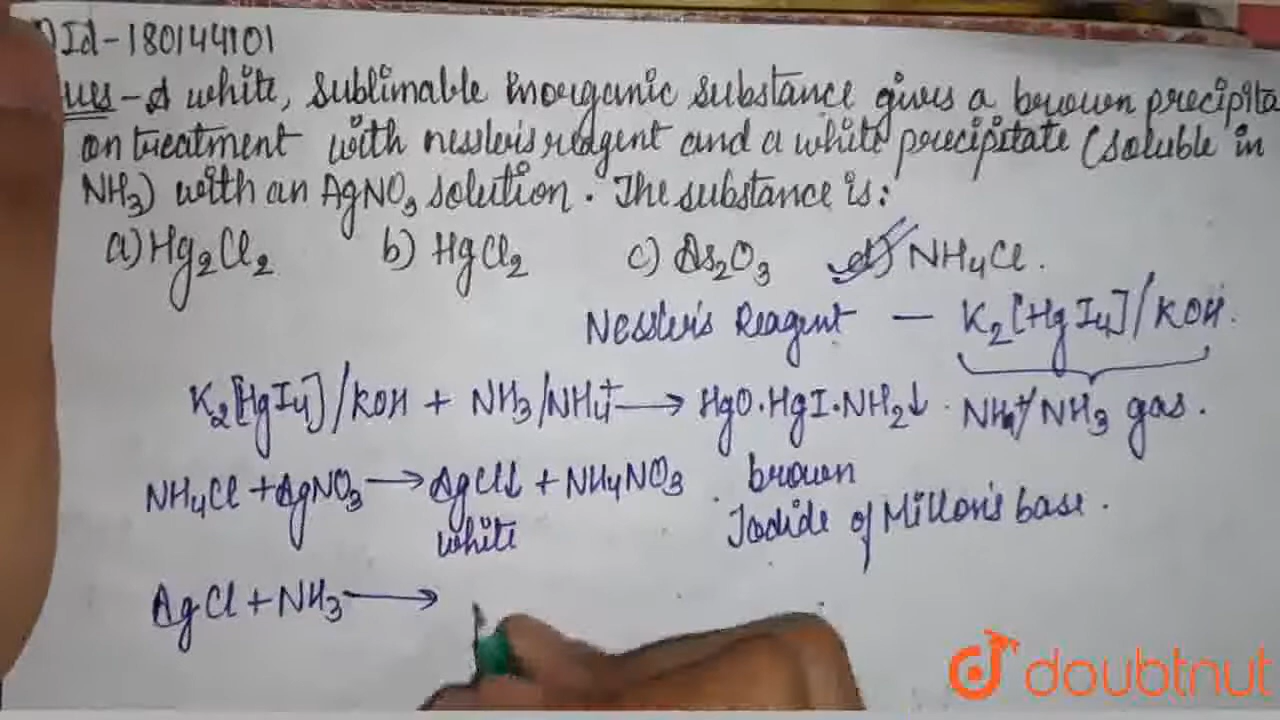 Id-180144101
ues - A white, sublimable inorganic substance gives a brown precipita
on treatment with nessler's reagent and a white precipitate (soluble in
NH3) with an AgNO3 solution. The substance is:
a) Hg2Cl2 b) HgCl2 c) As2O3 d) NH4Cl.
Nessler's Reagent — K2[HgI4]/KOH.
K2[HgI4]/KOH + NH3/NH4+ → HgO·HgI·NH2↓ . NH4+/NH3 gas.
NH4Cl + AgNO3 → AgCl↓ + NH4NO3 . brown
white Iodide of Millon's base.
AgCl + NH3 →
doubtnut